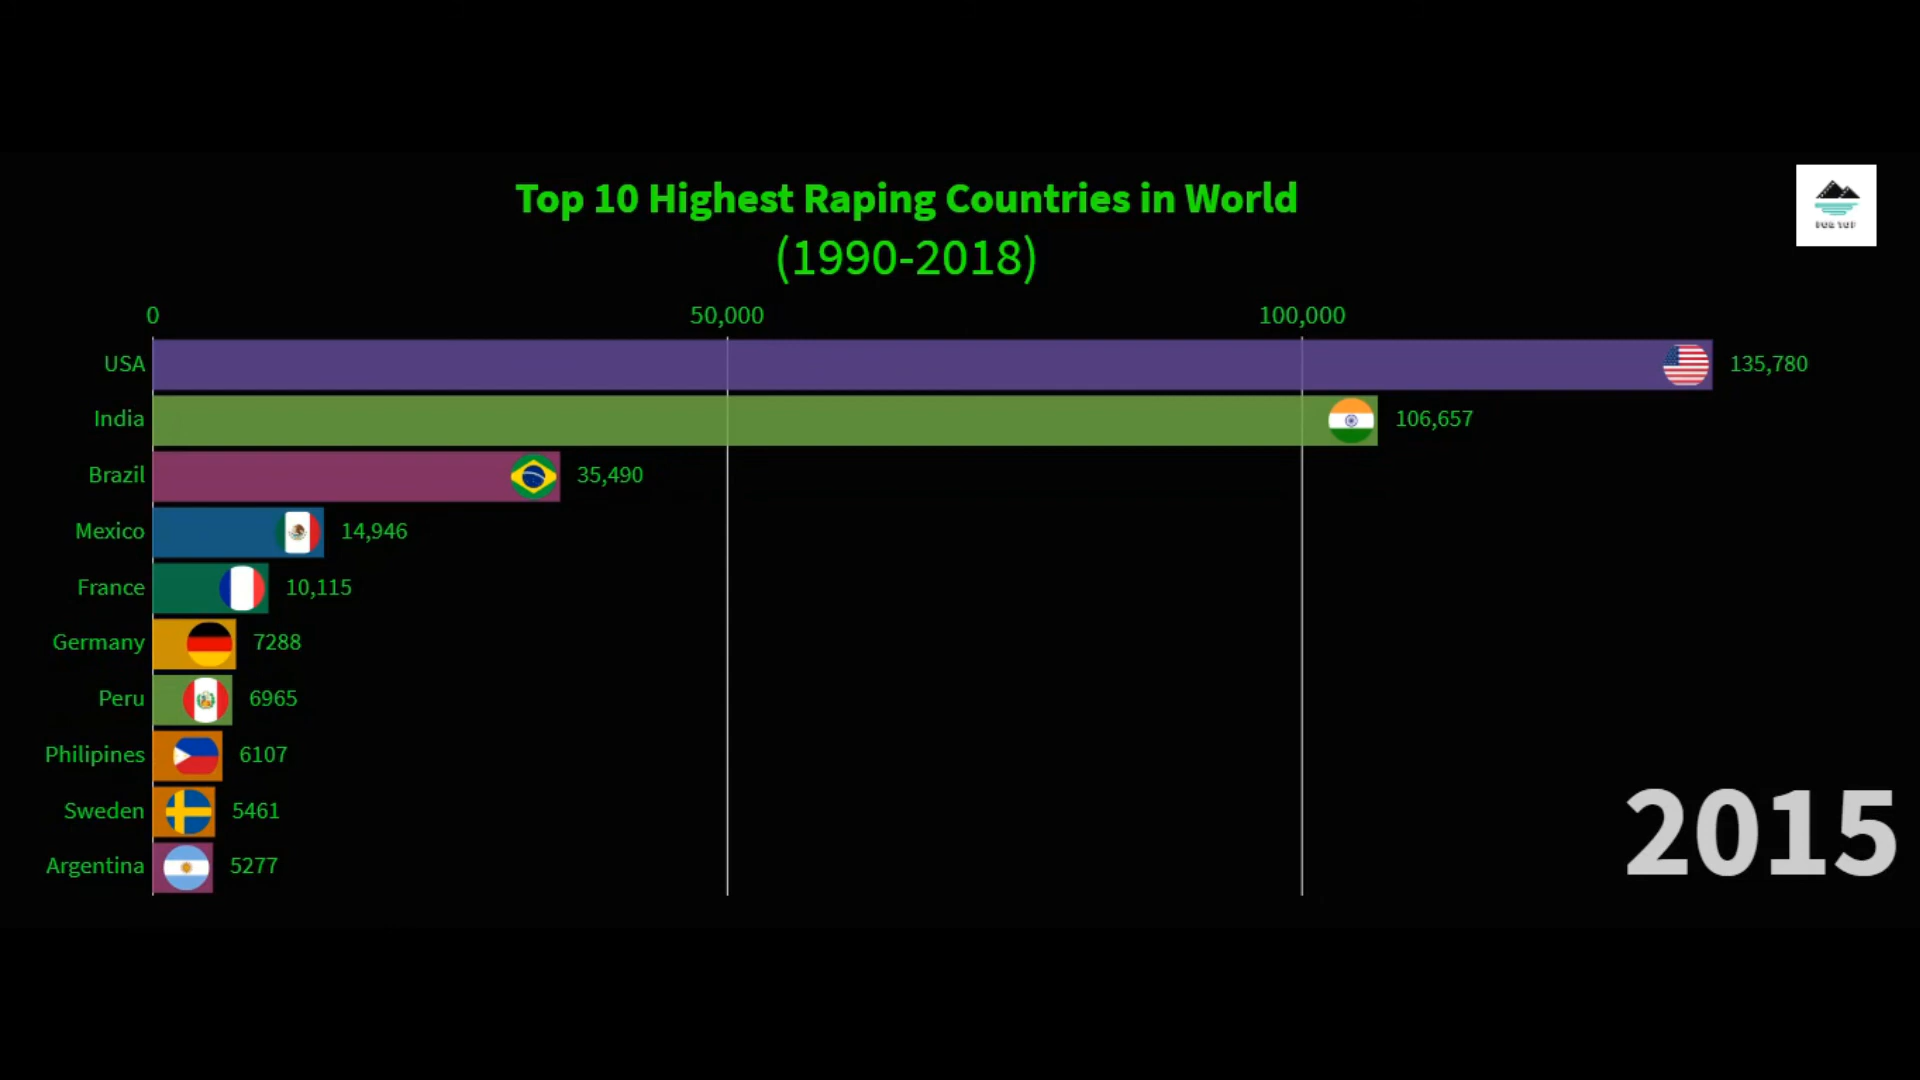 Top 10 Highest Raping Countries in World
(1990-2018)
0 50,000 100,000
USA 135,780
India 106,657
Brazil 35,490
Mexico 14,946
France 10,115
Germany 7288
Peru 6965
Philipines 6107
Sweden 5461
Argentina 5277
2015